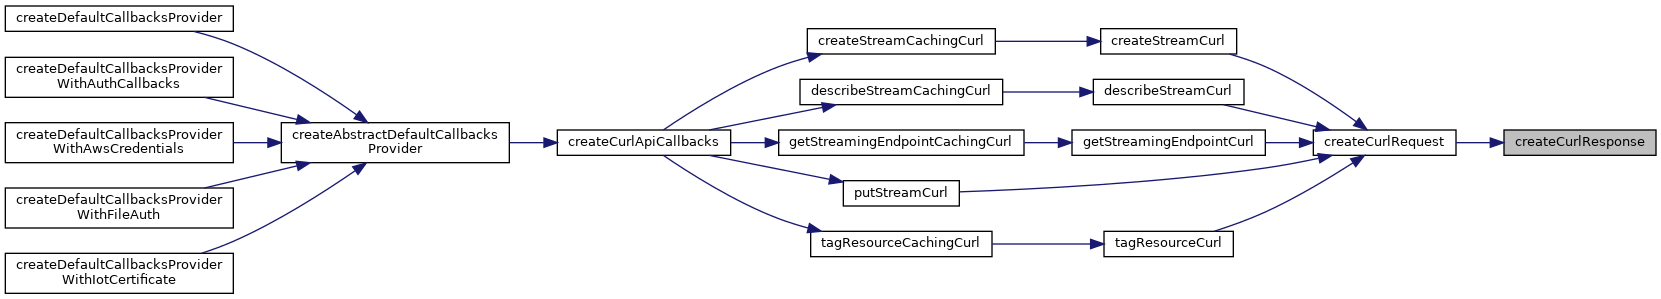 createDefaultCallbacksProvider
createDefaultCallbacksProvider
WithAuthCallbacks
createDefaultCallbacksProvider
WithAwsCredentials
createDefaultCallbacksProvider
WithFileAuth
createDefaultCallbacksProvider
WithIotCertificate
createAbstractDefaultCallbacks
Provider
createCurlApiCallbacks
createStreamCachingCurl
describeStreamCachingCurl
getStreamingEndpointCachingCurl
putStreamCurl
tagResourceCachingCurl
createStreamCurl
describeStreamCurl
getStreamingEndpointCurl
tagResourceCurl
createCurlRequest
createCurlResponse